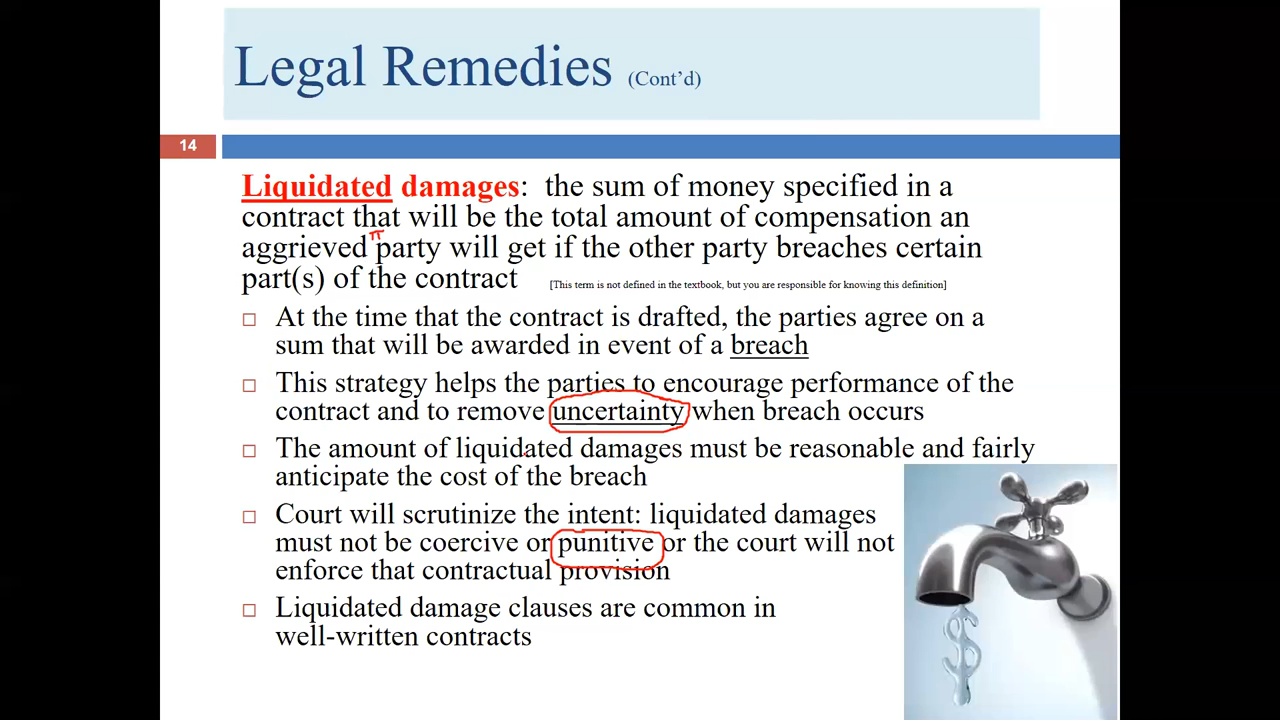 Legal Remedies (Cont’d)
14
Liquidated damages:  the sum of money specified in a
contract that will be the total amount of compensation an
π
aggrieved party will get if the other party breaches certain
part(s) of the contract [This term is not defined in the textbook, but you are responsible for knowing this definition]
□ At the time that the contract is drafted, the parties agree on a
sum that will be awarded in event of a breach
□ This strategy helps the parties to encourage performance of the
contract and to remove uncertainty when breach occurs
□ The amount of liquidated damages must be reasonable and fairly
anticipate the cost of the breach
□ Court will scrutinize the intent:  liquidated damages
must not be coercive or punitive or the court will not
enforce that contractual provision
□ Liquidated damage clauses are common in
well-written contracts
$